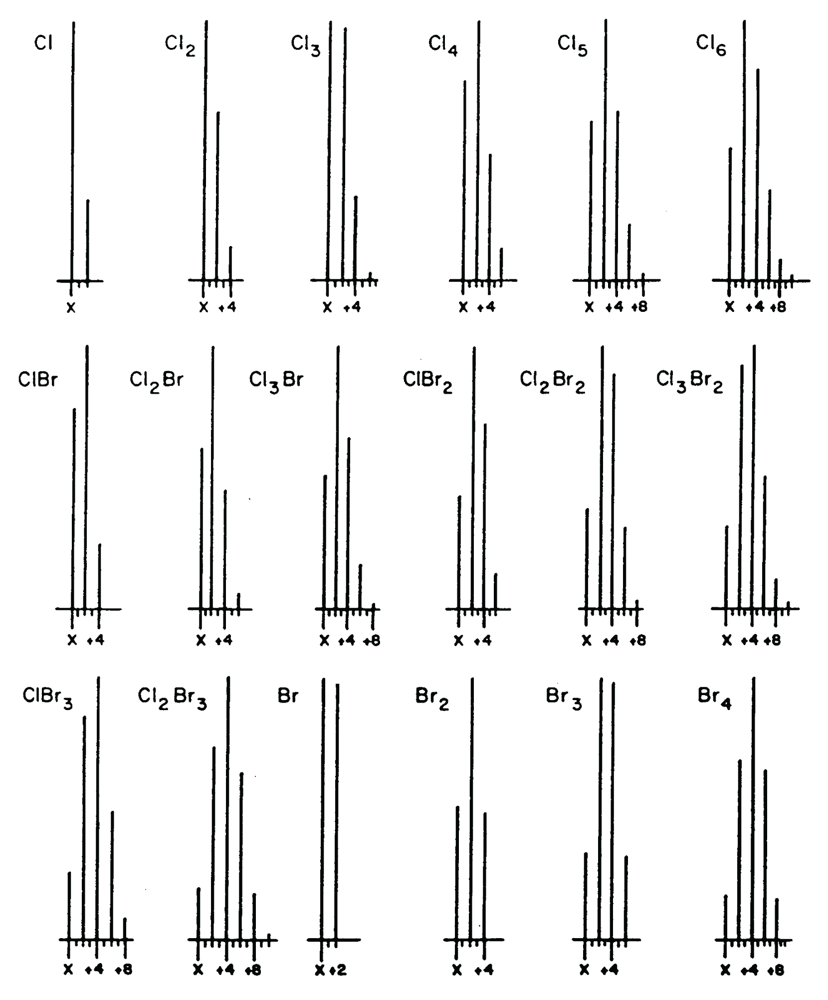 Cl Cl2 Cl3 Cl4 Cl5 Cl6
X X +4 X +4 X +4 X +4 +8 X +4 +8
ClBr Cl2Br Cl3Br ClBr2 Cl2Br2 Cl3Br2
X +4 X +4 X +4 +8 X +4 X +4 +8 X +4 +8
ClBr3 Cl2Br3 Br Br2 Br3 Br4
X +4 +8 X +4 +8 X +2 X +4 X +4 X +4 +8